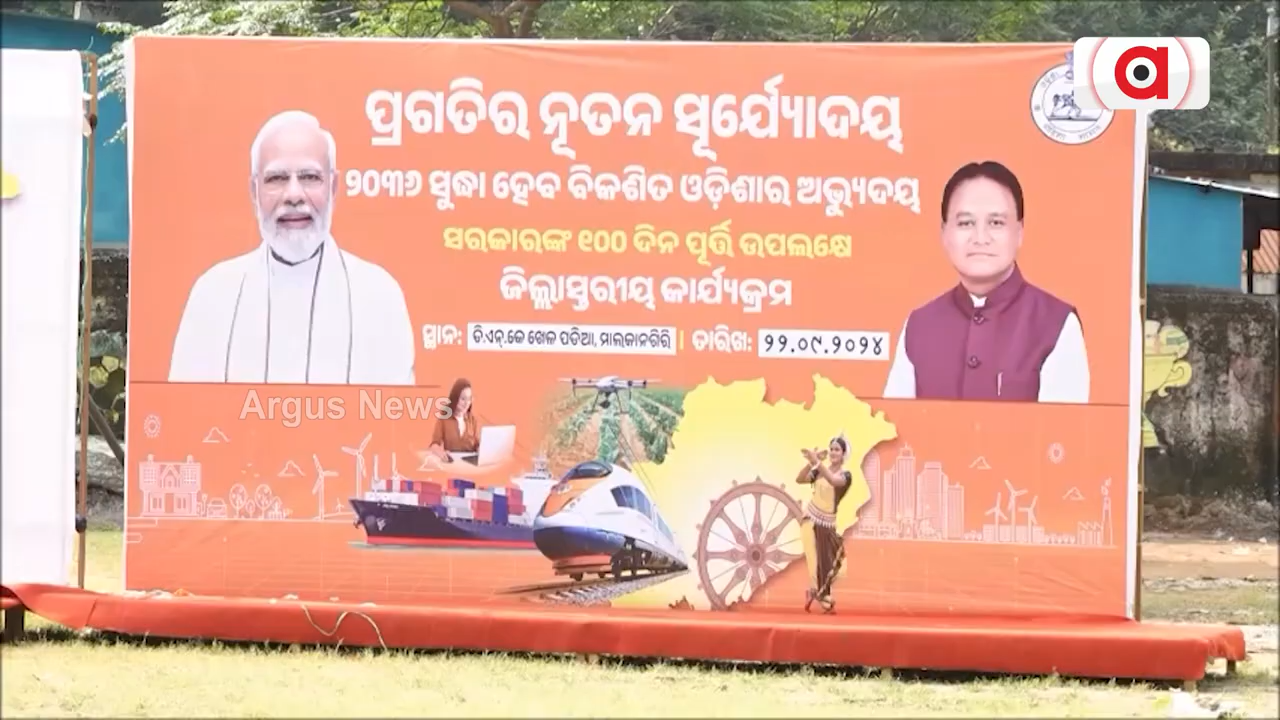 ପ୍ରଗତିର ନୂତନ ସୂର୍ଯ୍ୟୋଦୟ
୨୦୩୬ ସୁଦ୍ଧା ହେବ ବିକଶିତ ଓଡ଼ିଶାର ଅଭ୍ୟୁଦୟ
ସରକାରଙ୍କ ୧୦୦ ଦିନ ପୂର୍ତ୍ତି ଉପଲକ୍ଷେ
ଜିଲ୍ଲାସ୍ତରୀୟ କାର୍ଯ୍ୟକ୍ରମ
ସ୍ଥାନ: ଡି.ଏନ୍.କେ ଖେଳ ପଡିଆ, ମାଲକାନଗିରି | ତାରିଖ: ୨୨.୦୯.୨୦୨୪
Argus News
a